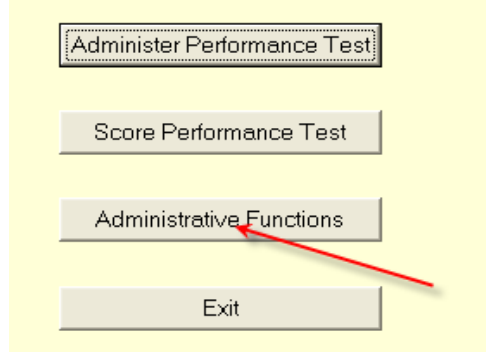 Administer Performance Test
Score Performance Test
Administrative Functions
Exit